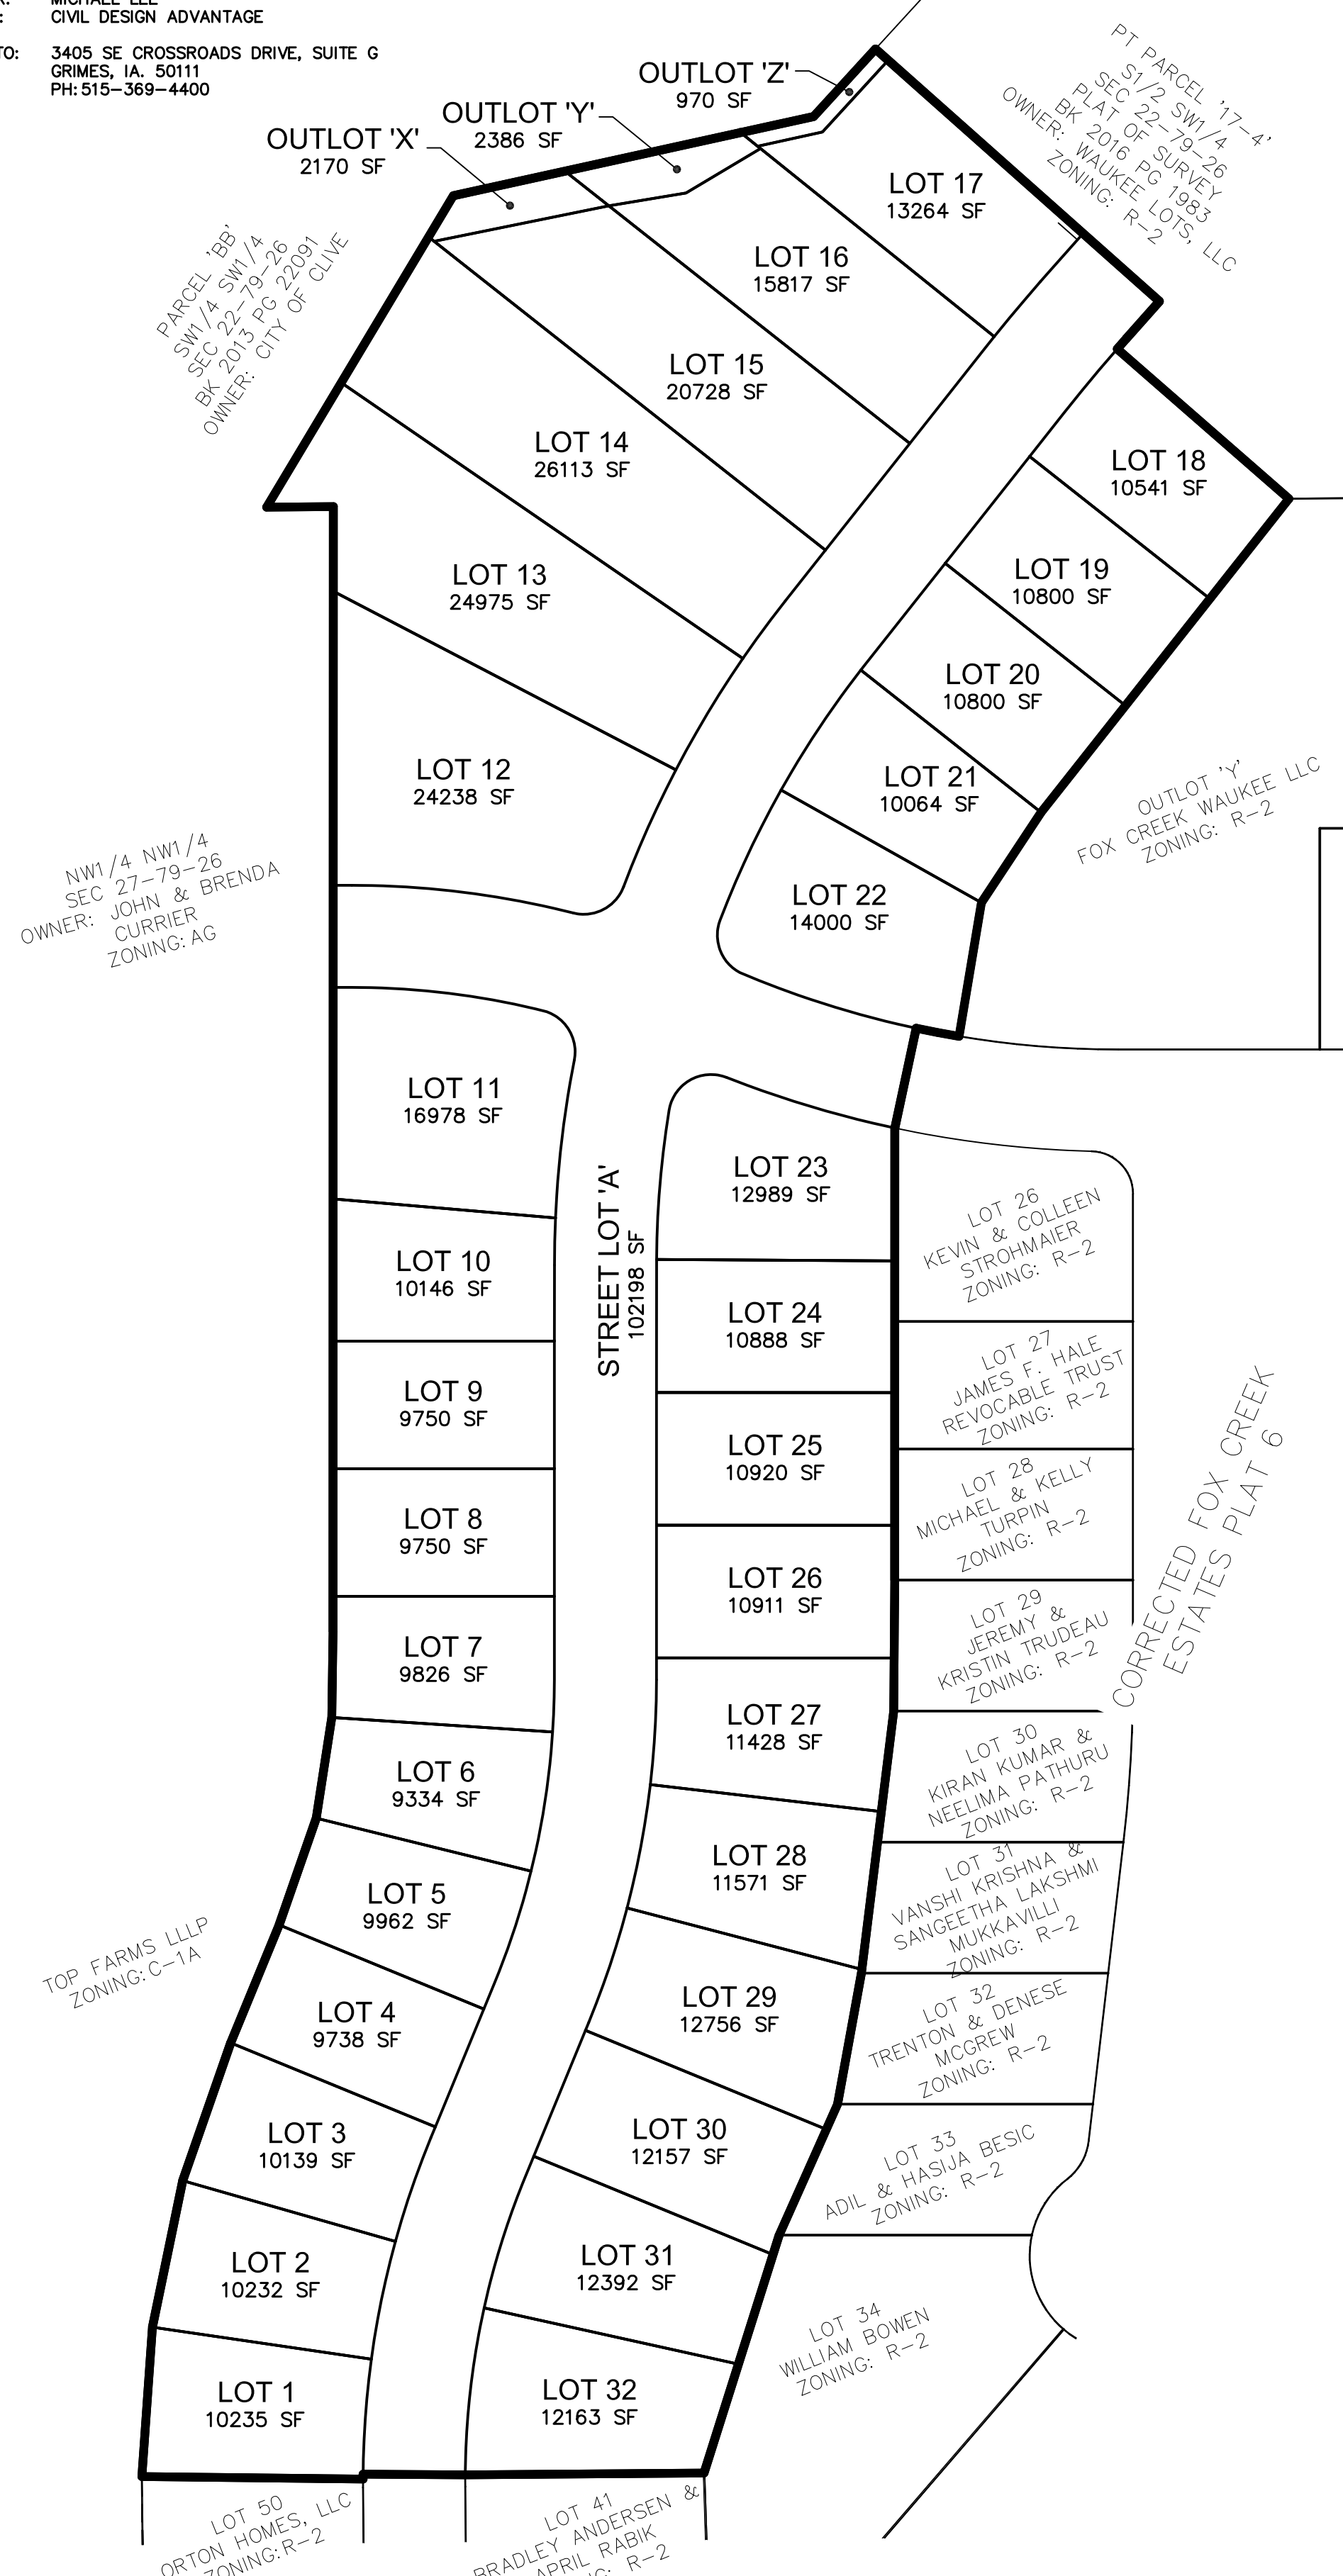 MICHAEL LEE
CIVIL DESIGN ADVANTAGE
TO: 3405 SE CROSSROADS DRIVE, SUITE G
GRIMES, IA. 50111
PH: 515-369-4400
OUTLOT 'Z'
970 SF
OUTLOT 'Y'
2386 SF
OUTLOT 'X'
2170 SF
PT PARCEL '17-4'
S1/2 SW1/4
SEC 22-79-26
PLAT OF SURVEY
BK 2016 PG 1983
OWNER: WAUKEE LOTS, LLC
ZONING: R-2
PARCEL 'BB'
SW1/4 SW1/4
SEC 22-79-26
BK 2013 PG 22091
OWNER: CITY OF CLIVE
LOT 17
13264 SF
LOT 16
15817 SF
LOT 15
20728 SF
LOT 14
26113 SF
LOT 18
10541 SF
LOT 13
24975 SF
LOT 19
10800 SF
LOT 20
10800 SF
LOT 12
24238 SF
LOT 21
10064 SF
OUTLOT 'Y'
FOX CREEK WAUKEE LLC
ZONING: R-2
NW1/4 NW1/4
SEC 27-79-26
OWNER: JOHN & BRENDA
CURRIER
ZONING: AG
LOT 22
14000 SF
LOT 11
16978 SF
STREET LOT 'A'
102198 SF
LOT 23
12989 SF
LOT 26
KEVIN & COLLEEN
STROHMAIER
ZONING: R-2
LOT 10
10146 SF
LOT 24
10888 SF
LOT 27
JAMES F. HALE
REVOCABLE TRUST
ZONING: R-2
LOT 9
9750 SF
LOT 25
10920 SF
LOT 28
MICHAEL & KELLY
TURPIN
ZONING: R-2
CORRECTED FOX CREEK
ESTATES PLAT 6
LOT 8
9750 SF
LOT 26
10911 SF
LOT 29
JEREMY &
KRISTIN TRUDEAU
ZONING: R-2
LOT 7
9826 SF
LOT 27
11428 SF
LOT 30
KIRAN KUMAR &
NEELIMA PATHURU
ZONING: R-2
LOT 6
9334 SF
LOT 28
11571 SF
LOT 31
VANSHI KRISHNA &
SANGEETHA LAKSHMI
MUKKAVILLI
ZONING: R-2
LOT 5
9962 SF
TOP FARMS LLLP
ZONING: C-1A
LOT 29
12756 SF
LOT 32
TRENTON & DENESE
MCGREW
ZONING: R-2
LOT 4
9738 SF
LOT 30
12157 SF
LOT 33
ADIL & HASIJA BESIC
ZONING: R-2
LOT 3
10139 SF
LOT 31
12392 SF
LOT 2
10232 SF
LOT 34
WILLIAM BOWEN
ZONING: R-2
LOT 32
12163 SF
LOT 1
10235 SF
LOT 50
ORTON HOMES, LLC
ZONING: R-2
LOT 41
BRADLEY ANDERSEN &
APRIL RABIK
R-2